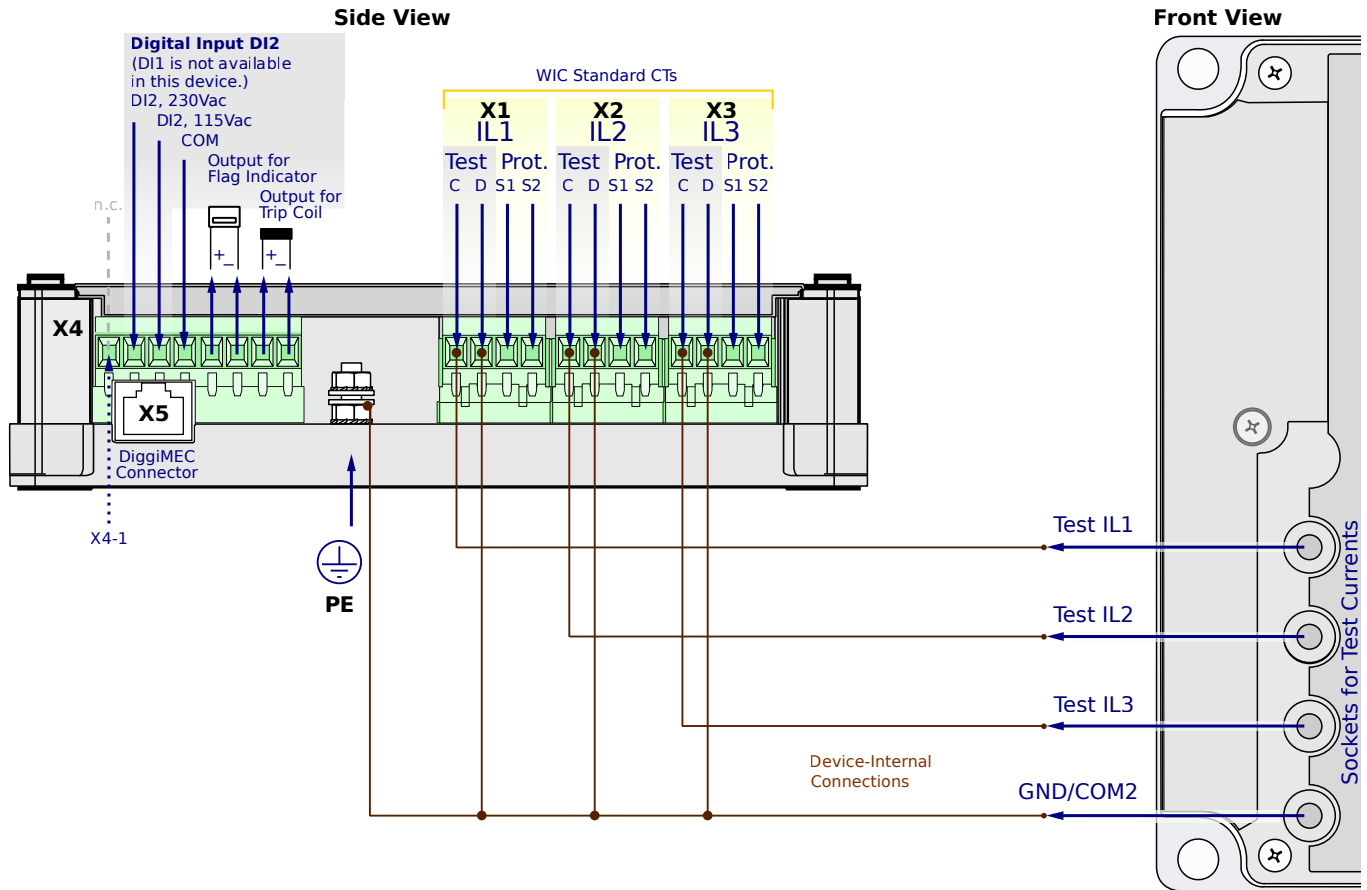 Side View
Front View
Digital Input DI2
(DI1 is not available
in this device.)
DI2, 230Vac
DI2, 115Vac
COM
Output for
Flag Indicator
Output for
Trip Coil
n.c.
+ –
+ –
WIC Standard CTs
X1 X2 X3
IL1 IL2 IL3
Test Prot. Test Prot. Test Prot.
C D S1 S2 C D S1 S2 C D S1 S2
X4
X5
DiggiMEC
Connector
X4-1
PE
Test IL1
Test IL2
Test IL3
GND/COM2
Device-Internal
Connections
Sockets for Test Currents